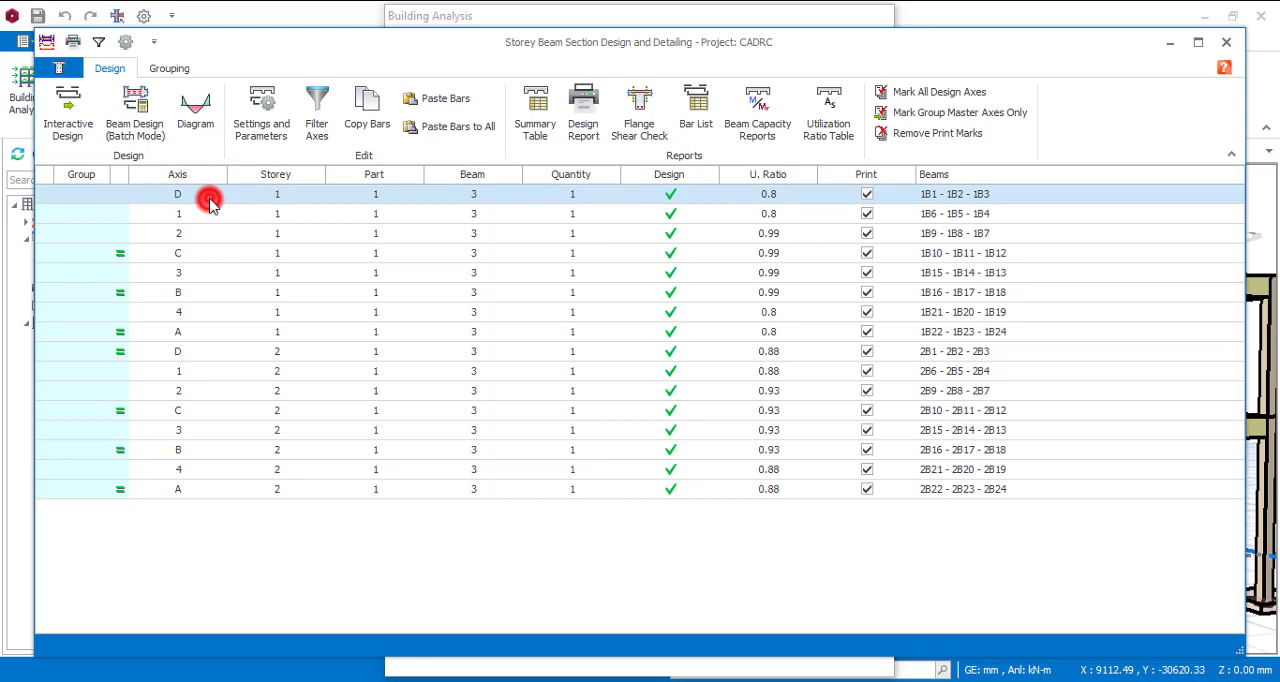 Building Analysis
Storey Beam Section Design and Detailing - Project: CADRC
Design Grouping
Interactive Design
Beam Design (Batch Mode)
Diagram
Settings and Parameters
Filter Axes
Copy Bars
Paste Bars
Paste Bars to All
Summary Table
Design Report
Flange Shear Check
Bar List
Beam Capacity Reports
Utilization Ratio Table
Mark All Design Axes
Mark Group Master Axes Only
Remove Print Marks
Design Edit Reports
Group Axis Storey Part Beam Quantity Design U. Ratio Print Beams
D 1 1 3 1 0.8 1B1 - 1B2 - 1B3
1 1 1 3 1 0.8 1B6 - 1B5 - 1B4
2 1 1 3 1 0.99 1B9 - 1B8 - 1B7
C 1 1 3 1 0.99 1B10 - 1B11 - 1B12
3 1 1 3 1 0.99 1B15 - 1B14 - 1B13
B 1 1 3 1 0.99 1B16 - 1B17 - 1B18
4 1 1 3 1 0.8 1B21 - 1B20 - 1B19
A 1 1 3 1 0.8 1B22 - 1B23 - 1B24
D 2 1 3 1 0.88 2B1 - 2B2 - 2B3
1 2 1 3 1 0.88 2B6 - 2B5 - 2B4
2 2 1 3 1 0.93 2B9 - 2B8 - 2B7
C 2 1 3 1 0.93 2B10 - 2B11 - 2B12
3 2 1 3 1 0.93 2B15 - 2B14 - 2B13
B 2 1 3 1 0.93 2B16 - 2B17 - 2B18
4 2 1 3 1 0.88 2B21 - 2B20 - 2B19
A 2 1 3 1 0.88 2B22 - 2B23 - 2B24
GE: mm , Anl: kN-m X : 9112.49 , Y : -30620.33 Z : 0.00 mm